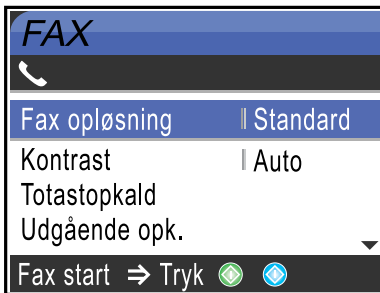 FAX
Fax opløsning Standard
Kontrast Auto
Totastopkald
Udgående opk.
Fax start ⇒ Tryk